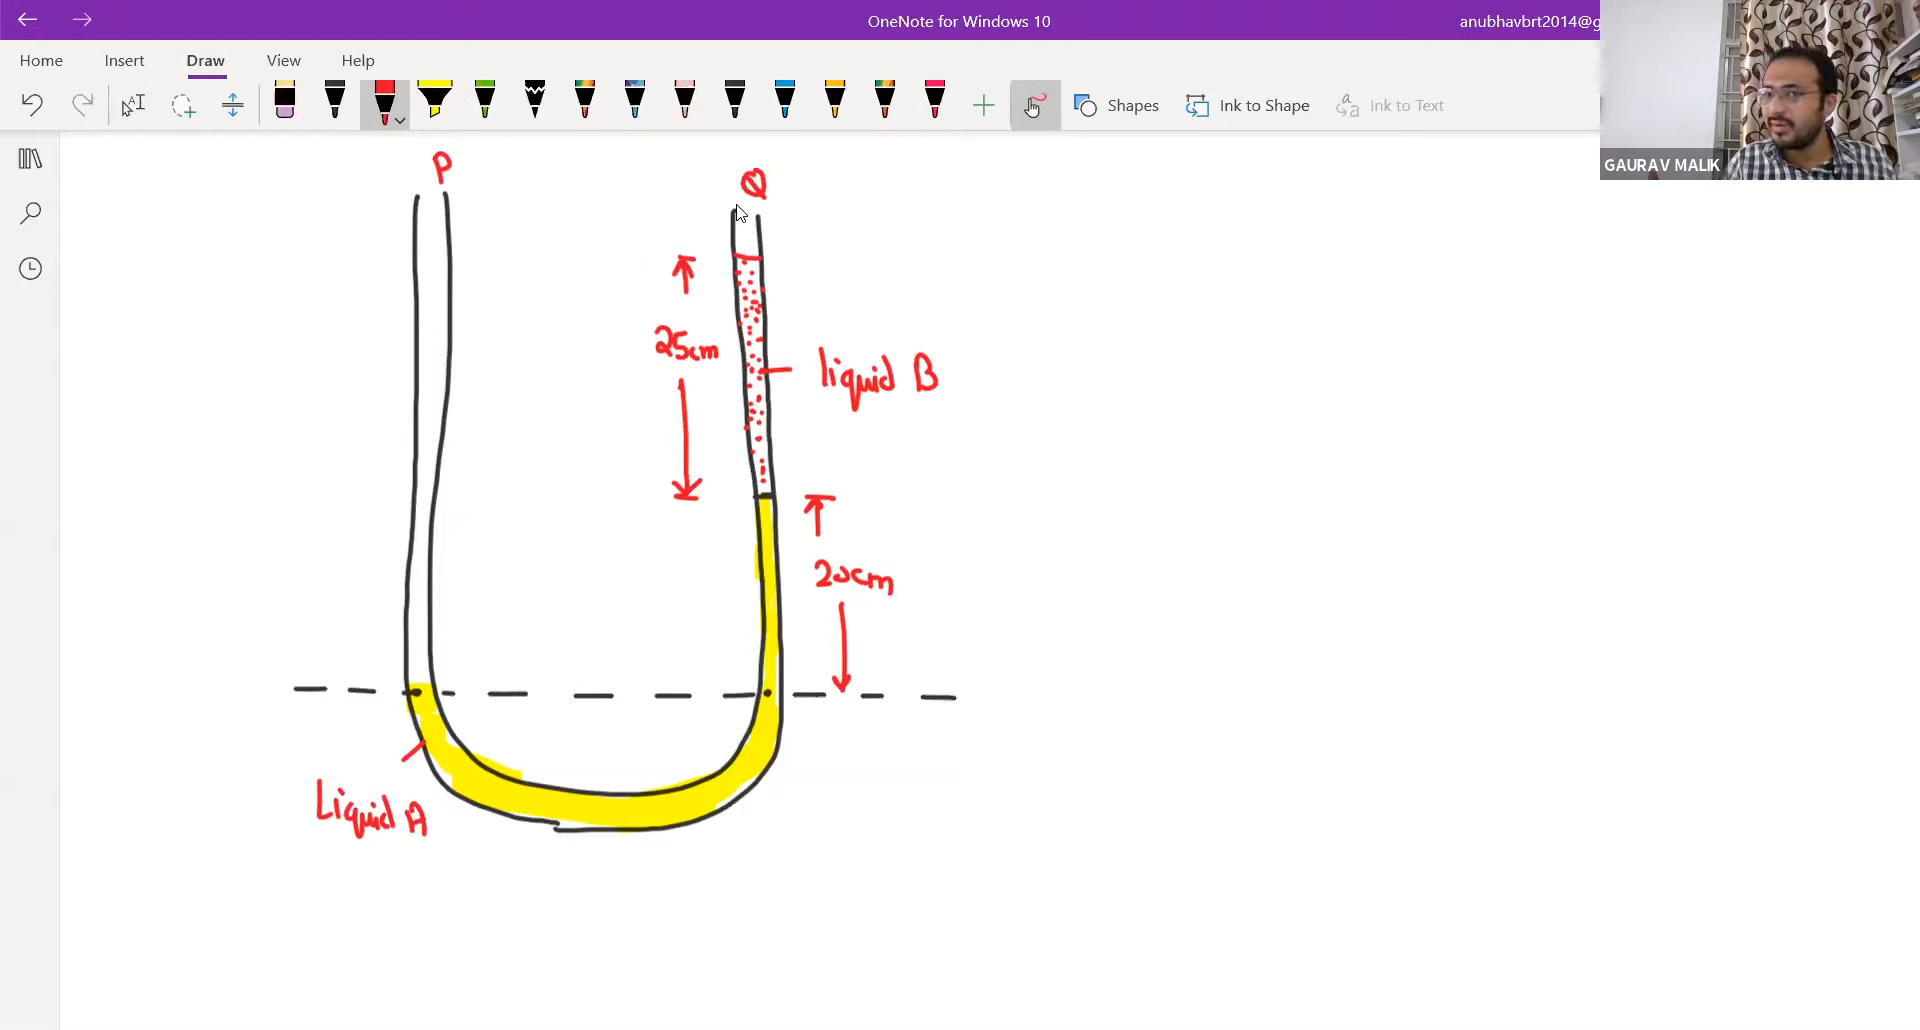 OneNote for Windows 10
anubhavbrt2014@g
Home
Insert
Draw
View
Help
Shapes
Ink to Shape
Ink to Text
GAURAV MALIK
P
Q
25cm
liquid B
20cm
Liquid A